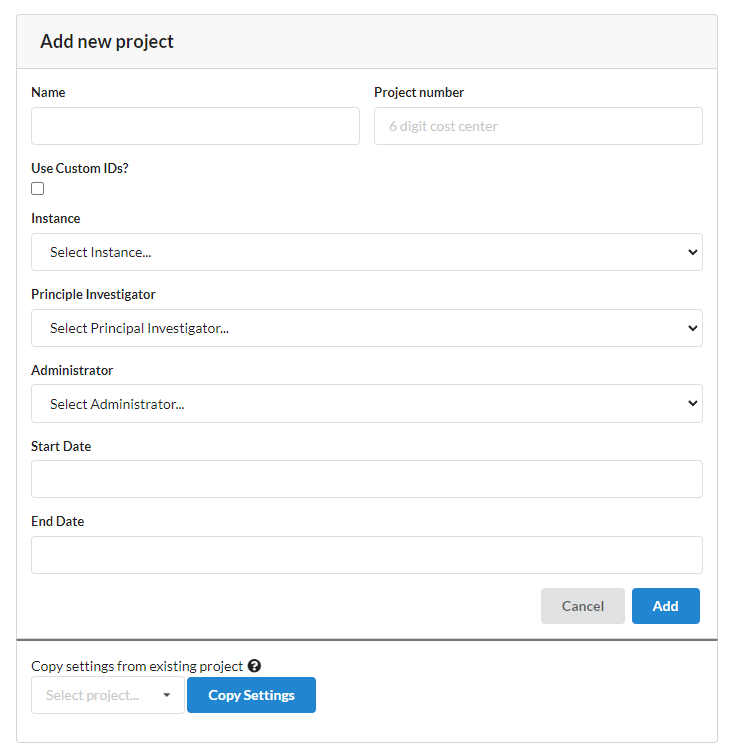 Add new project
Name Project number
6 digit cost center
Use Custom IDs?
Instance
Select Instance...
Principle Investigator
Select Principal Investigator...
Administrator
Select Administrator...
Start Date
End Date
Cancel Add
Copy settings from existing project ?
Select project... Copy Settings